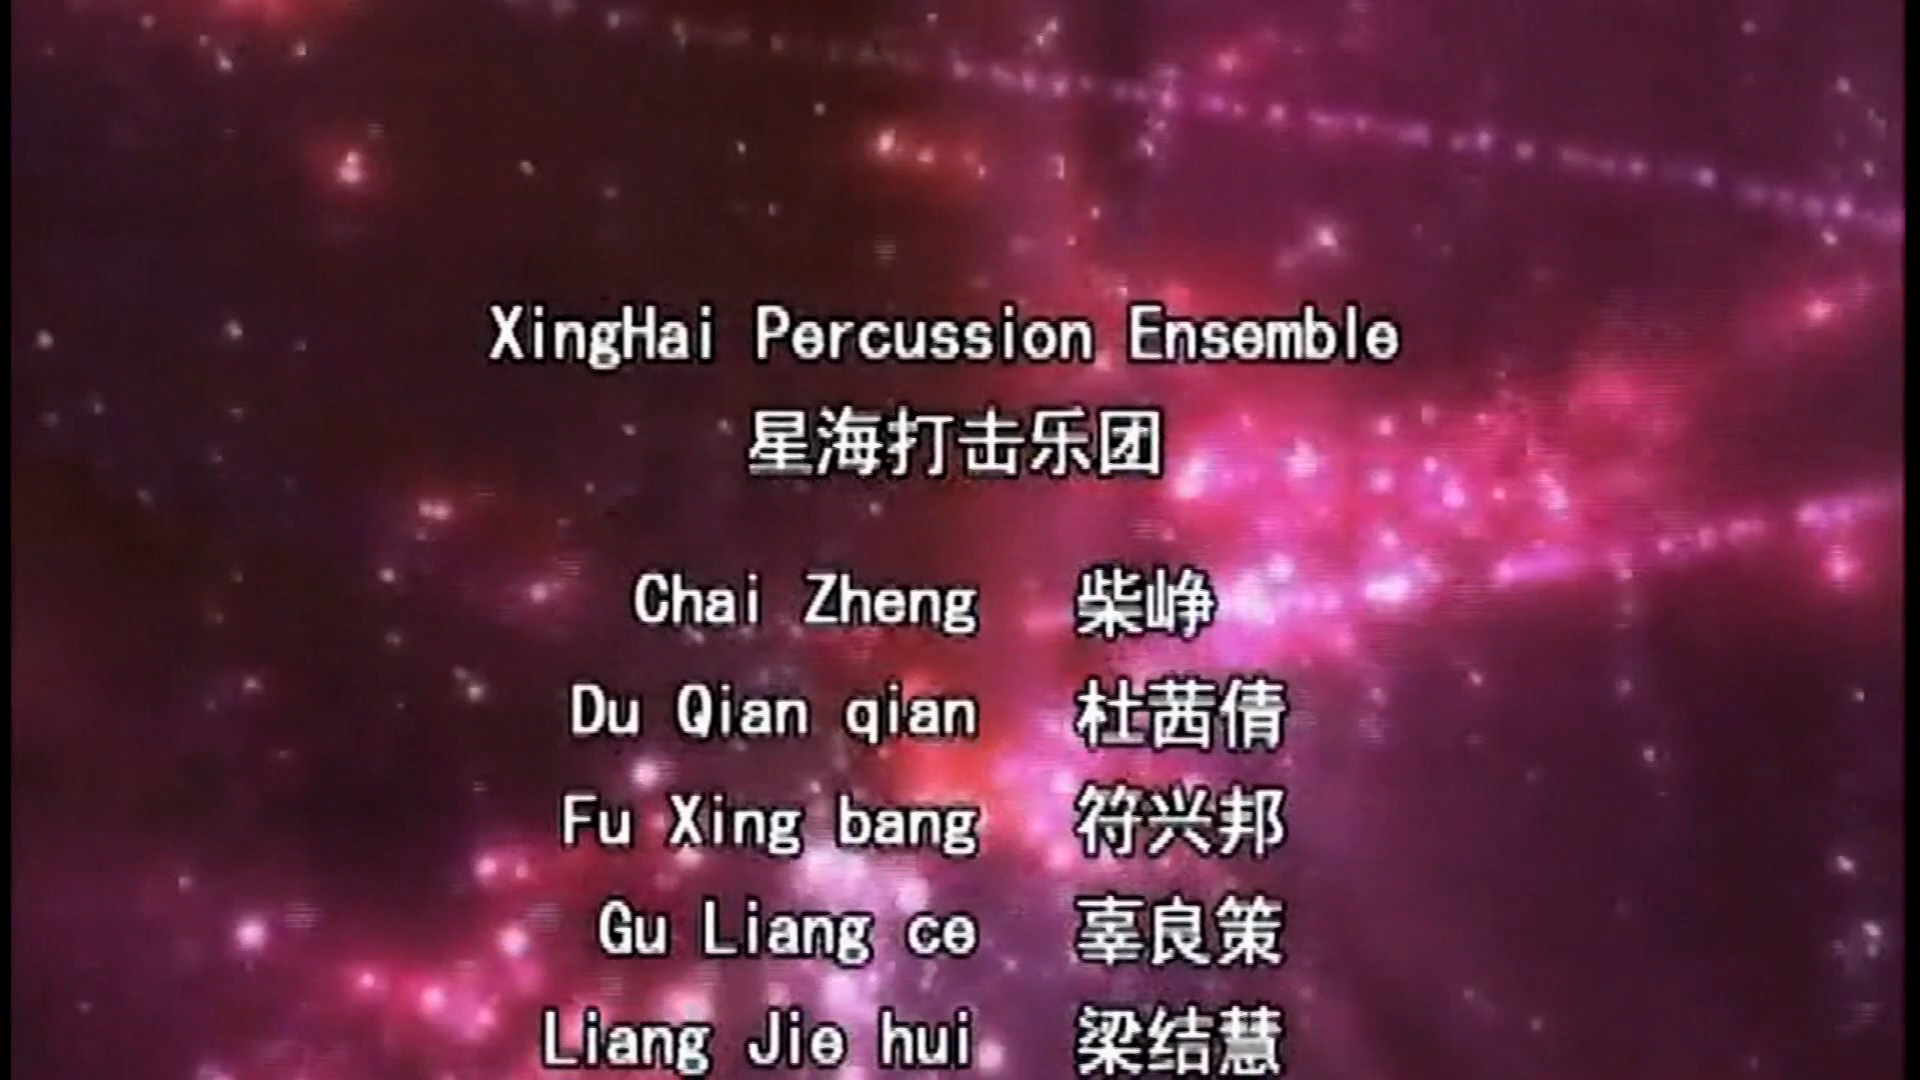 XingHai Percussion Ensemble
星海打击乐团
Chai Zheng 柴峥
Du Qian qian 杜茜倩
Fu Xing bang 符兴邦
Gu Liang ce 辜良策
Liang Jie hui 梁结慧